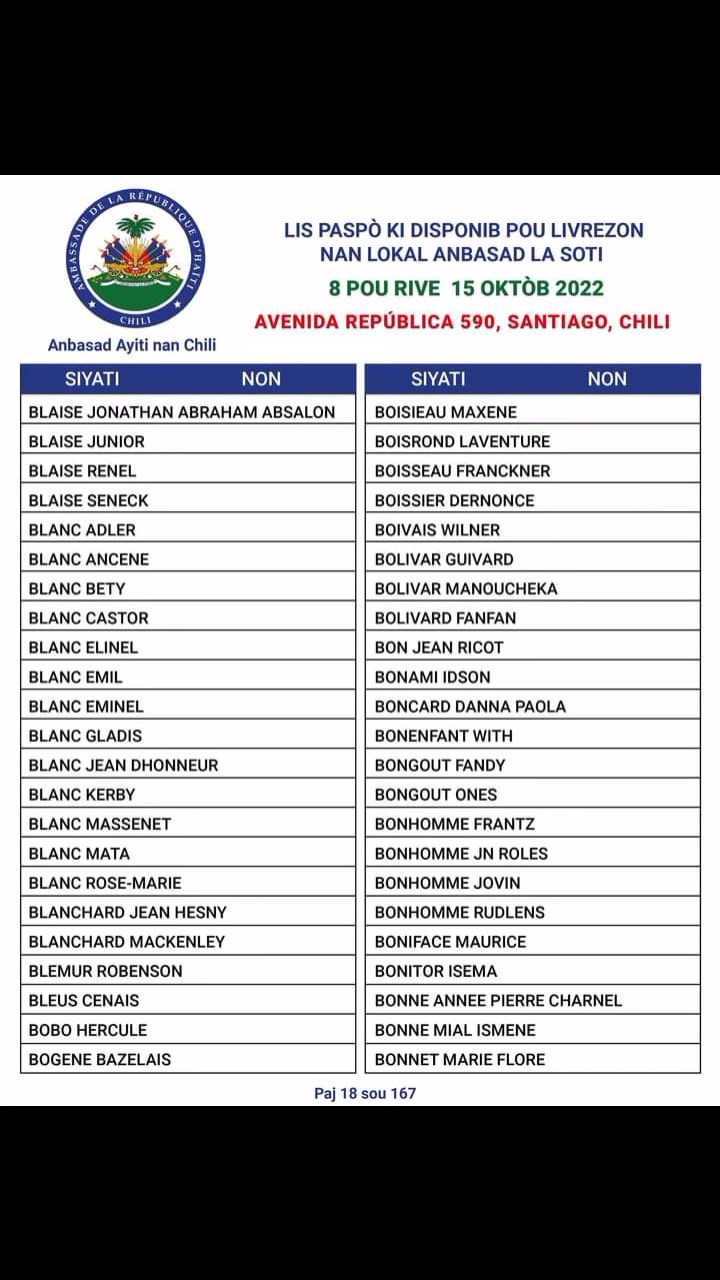 AMBASSADE DE LA RÉPUBLIQUE D'HAITI
CHILI
Anbasad Ayiti nan Chili
LIS PASPÒ KI DISPONIB POU LIVREZON
NAN LOKAL ANBASAD LA SOTI
8 POU RIVE 15 OKTÒB 2022
AVENIDA REPÚBLICA 590, SANTIAGO, CHILI
SIYATI NON
BLAISE JONATHAN ABRAHAM ABSALON
BLAISE JUNIOR
BLAISE RENEL
BLAISE SENECK
BLANC ADLER
BLANC ANCENE
BLANC BETY
BLANC CASTOR
BLANC ELINEL
BLANC EMIL
BLANC EMINEL
BLANC GLADIS
BLANC JEAN DHONNEUR
BLANC KERBY
BLANC MASSENET
BLANC MATA
BLANC ROSE-MARIE
BLANCHARD JEAN HESNY
BLANCHARD MACKENLEY
BLEMUR ROBENSON
BLEUS CENAIS
BOBO HERCULE
BOGENE BAZELAIS
SIYATI NON
BOISIEAU MAXENE
BOISROND LAVENTURE
BOISSEAU FRANCKNER
BOISSIER DERNONCE
BOIVAIS WILNER
BOLIVAR GUIVARD
BOLIVAR MANOUCHEKA
BOLIVARD FANFAN
BON JEAN RICOT
BONAMI IDSON
BONCARD DANNA PAOLA
BONENFANT WITH
BONGOUT FANDY
BONGOUT ONES
BONHOMME FRANTZ
BONHOMME JN ROLES
BONHOMME JOVIN
BONHOMME RUDLENS
BONIFACE MAURICE
BONITOR ISEMA
BONNE ANNEE PIERRE CHARNEL
BONNE MIAL ISMENE
BONNET MARIE FLORE
Paj 18 sou 167